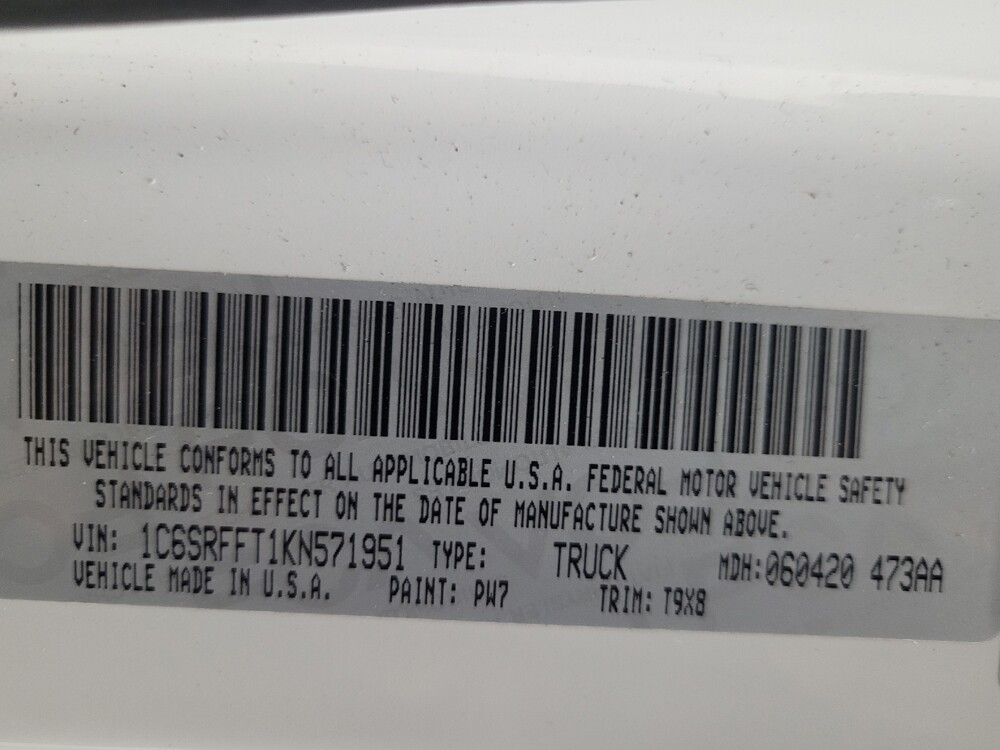 THIS VEHICLE CONFORMS TO ALL APPLICABLE U.S.A. FEDERAL MOTOR VEHICLE SAFETY
STANDARDS IN EFFECT ON THE DATE OF MANUFACTURE SHOWN ABOVE.
VIN: 1C6SRFFT1KN571951 TYPE: TRUCK MDH:060420 473AA
VEHICLE MADE IN U.S.A. PAINT: PW7 TRIM: T9X8